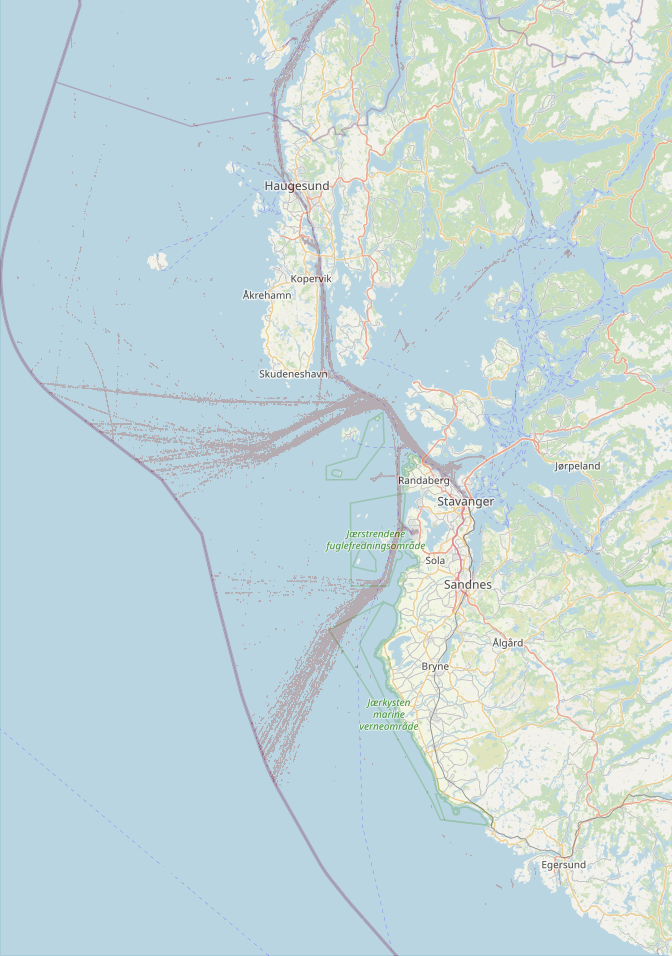 Haugesund
Kopervik
Åkrehamn
Skudeneshavn
Jørpeland
Randaberg
Stavanger
Jærstrendene
fuglefredningsområde
Sola
Sandnes
Ålgård
Bryne
Jærkysten
marine
verneområde
Egersund